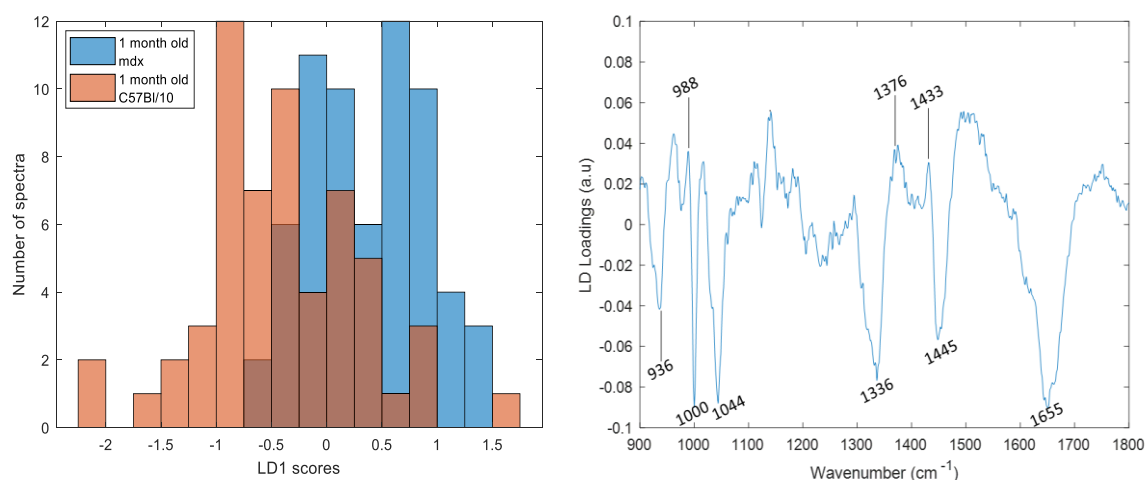 12
10
8
6
4
2
0
Number of spectra
1 month old
mdx
1 month old
C57Bl/10
-2 -1.5 -1 -0.5 0 0.5 1 1.5
LD1 scores
0.1
0.08
0.06
0.04
0.02
0
-0.02
-0.04
-0.06
-0.08
-0.1
LD Loadings (a.u)
988
1376
1433
936
1000
1044
1336
1445
1655
900 1000 1100 1200 1300 1400 1500 1600 1700 1800
Wavenumber (cm⁻¹)